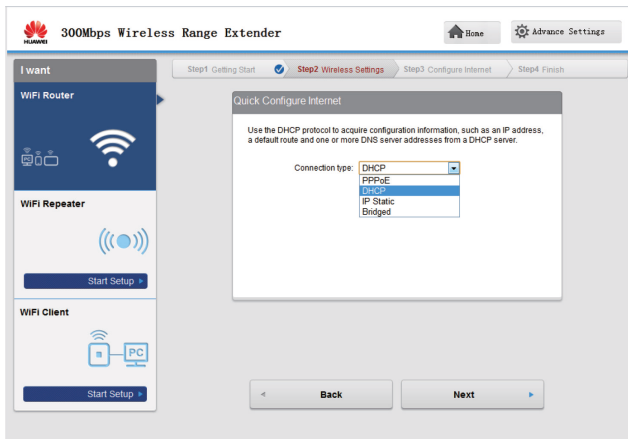 HUAWEI
300Mbps Wireless Range Extender
Home
Advance Settings
I want
Step1 Getting Start
Step2 Wireless Settings
Step3 Configure Internet
Step4 Finish
WiFi Router
Quick Configure Internet
Use the DHCP protocol to acquire configuration information, such as an IP address,
a default route and one or more DNS server addresses from a DHCP server.
Connection type: DHCP
PPPoE
DHCP
IP Static
Bridged
WiFi Repeater
Start Setup
WiFi Client
PC
Start Setup
Back
Next